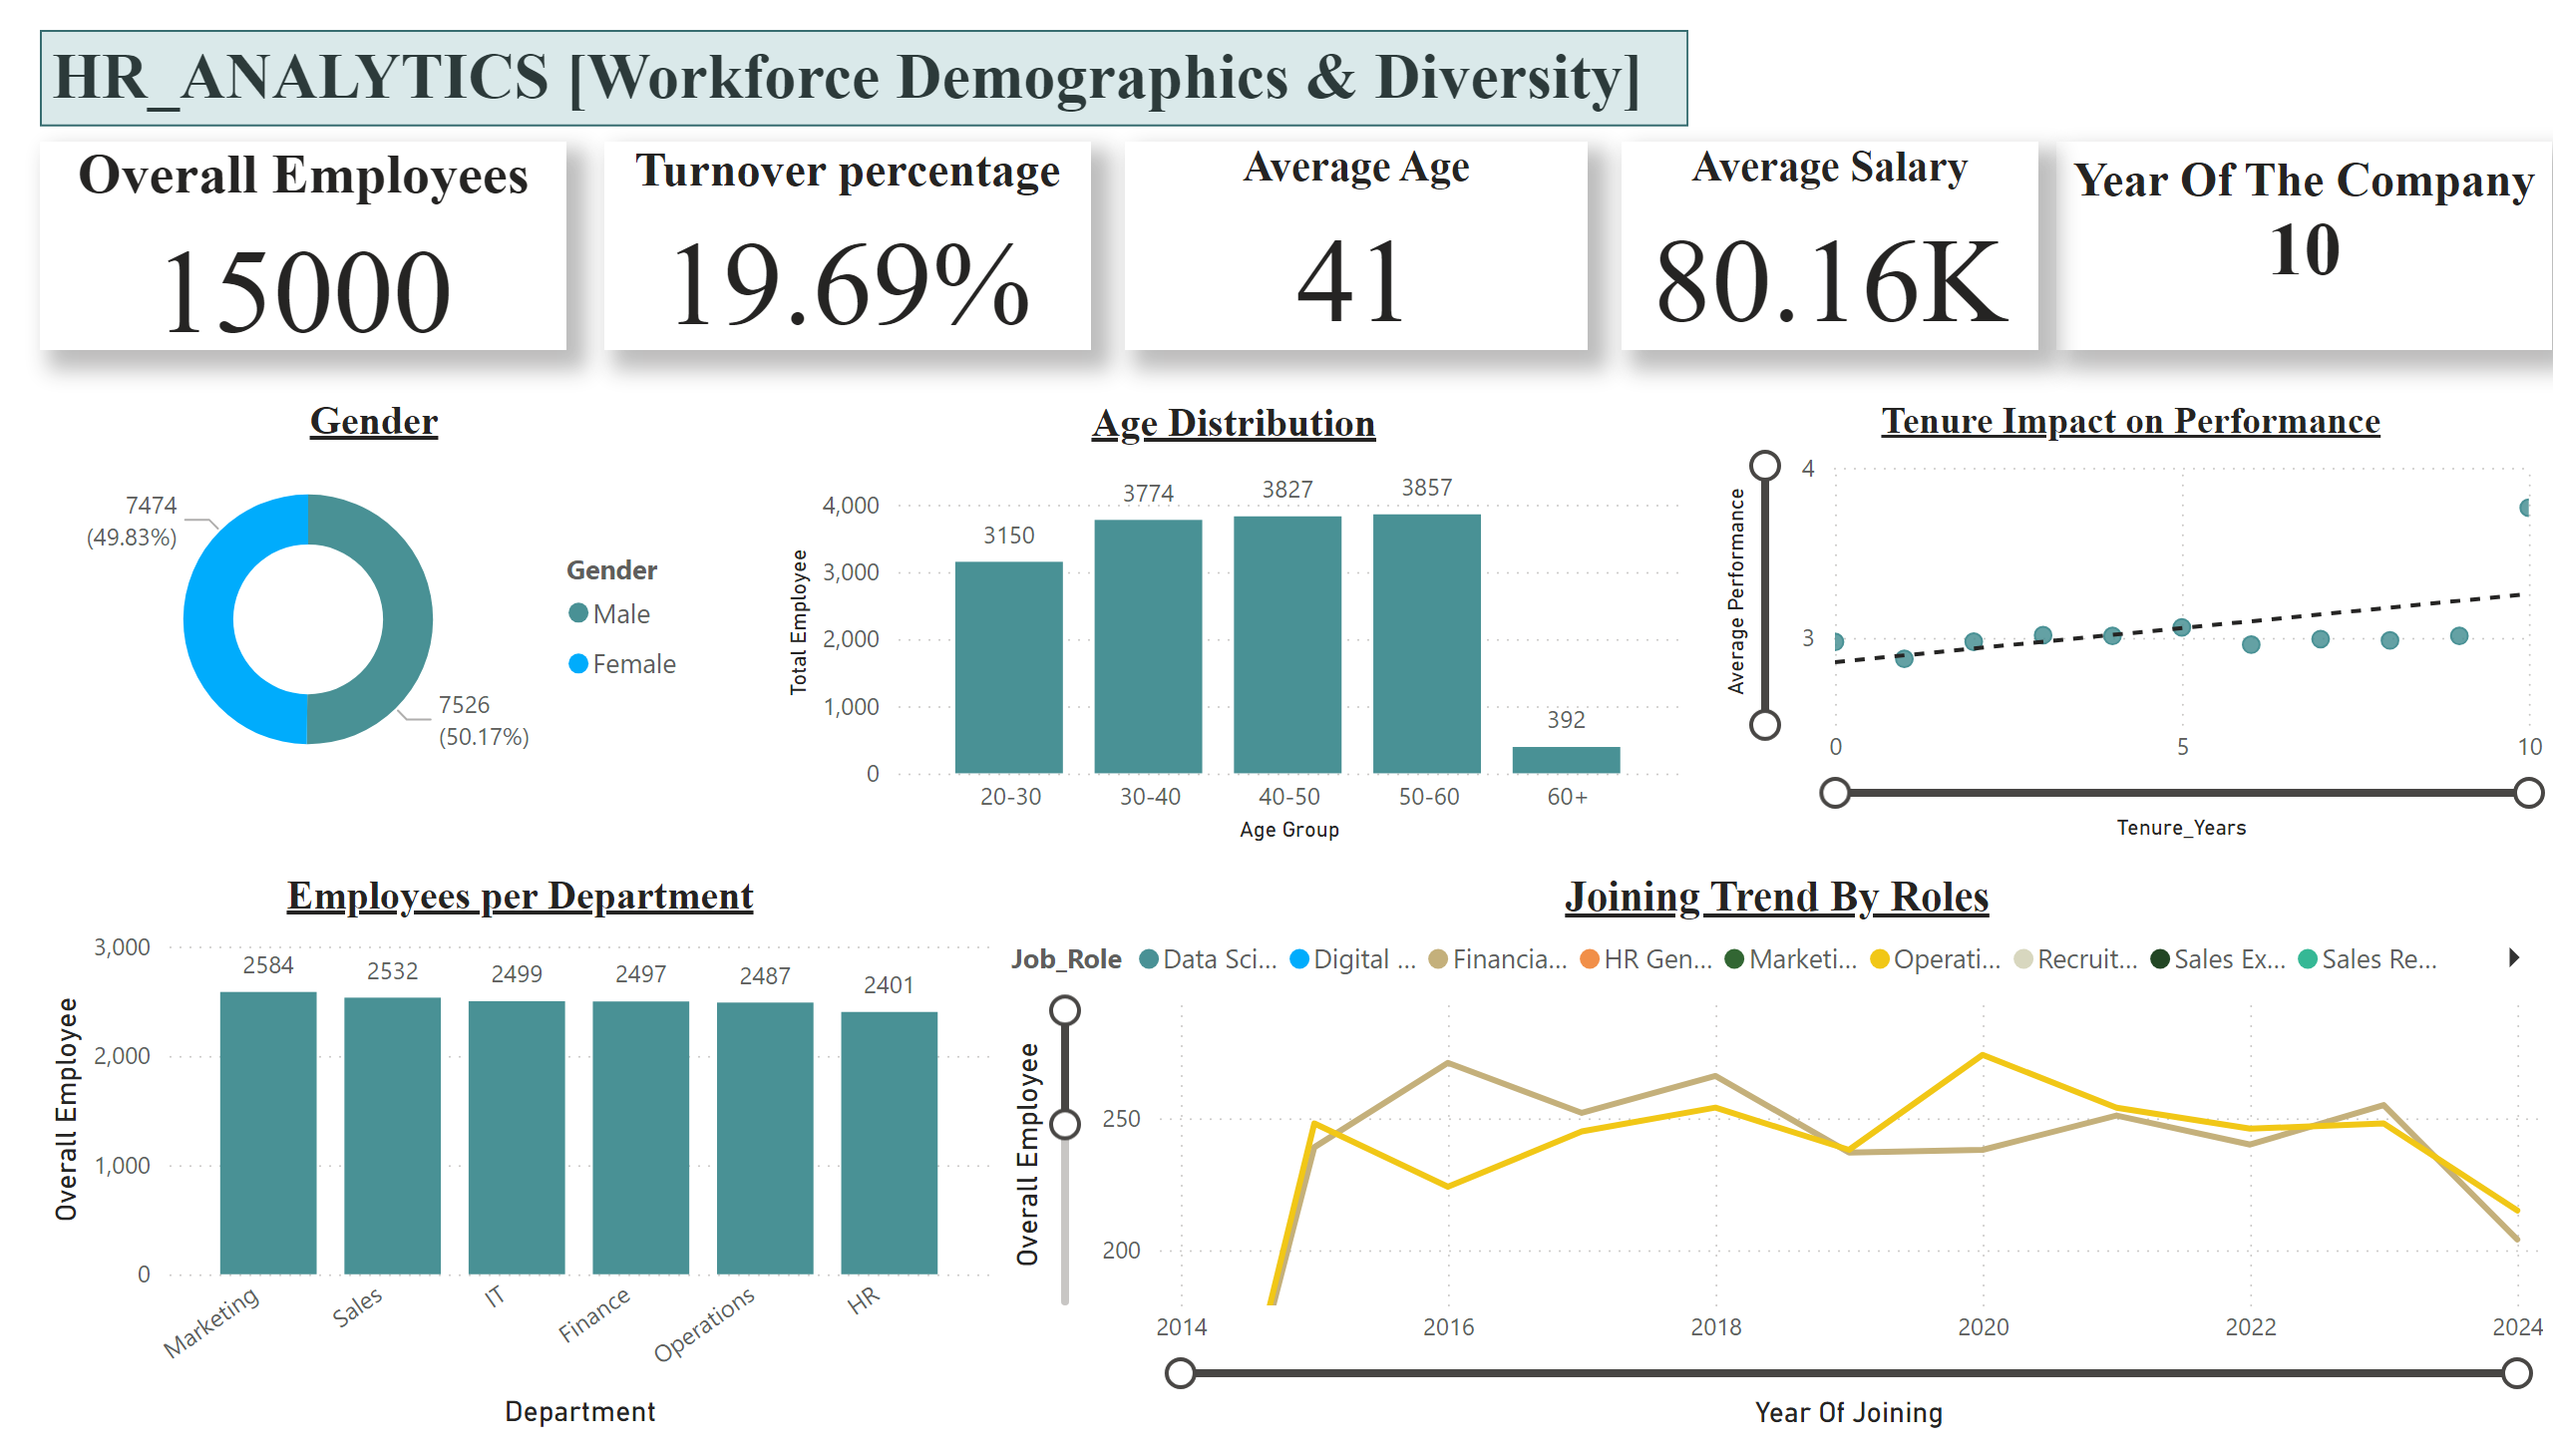 HR_ANALYTICS [Workforce Demographics & Diversity]
Overall Employees
15000
Turnover percentage
19.69%
Average Age
41
Average Salary
80.16K
Year Of The Company
10
Gender
7474
(49.83%)
7526
(50.17%)
Gender
Male
Female
Age Distribution
Total Employee
4,000
3,000
2,000
1,000
0
3150
3774
3827
3857
392
20-30
30-40
40-50
50-60
60+
Age Group
Tenure Impact on Performance
Average Performance
4
3
0
5
10
Tenure_Years
Employees per Department
Overall Employee
3,000
2,000
1,000
0
2584
2532
2499
2497
2487
2401
Marketing
Sales
IT
Finance
Operations
HR
Department
Joining Trend By Roles
Job_Role
Data Sci...
Digital ...
Financia...
HR Gen...
Marketi...
Operati...
Recruit...
Sales Ex...
Sales Re...
Overall Employee
250
200
2014
2016
2018
2020
2022
2024
Year Of Joining